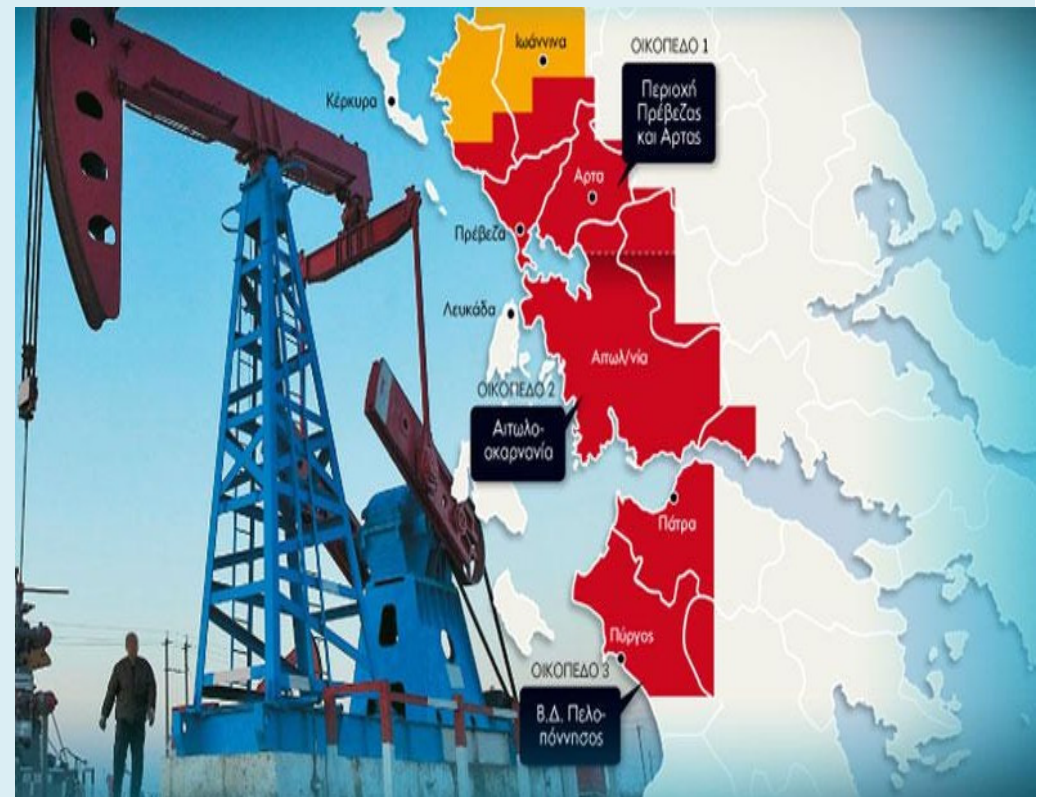 Ιωάννινα
ΟΙΚΟΠΕΔΟ 1
Κέρκυρα
Περιοχή
Πρέβεζας
και Αρτας
Αρτα
Πρέβεζα
Λευκάδα
Αιτωλ/νία
ΟΙΚΟΠΕΔΟ 2
Αιτωλο-
ακαρνανία
Πάτρα
Πύργος
ΟΙΚΟΠΕΔΟ 3
Β.Δ. Πελο-
πόννησος